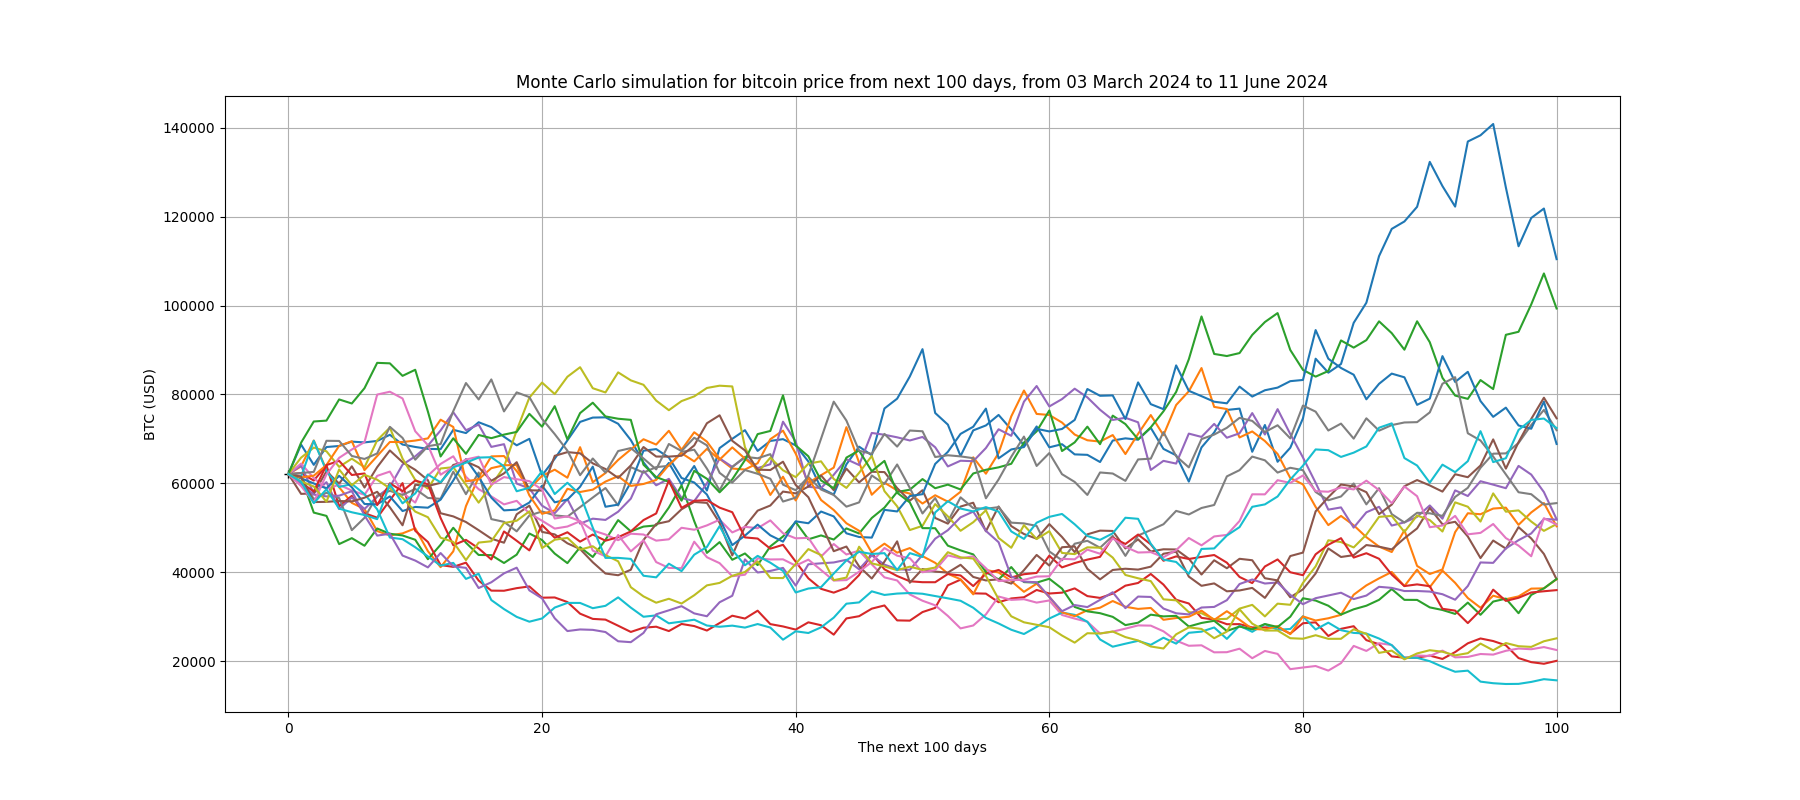 Monte Carlo simulation for bitcoin price from next 100 days, from 03 March 2024 to 11 June 2024
140000
120000
100000
80000
60000
40000
20000
BTC (USD)
0 20 40 60 80 100
The next 100 days